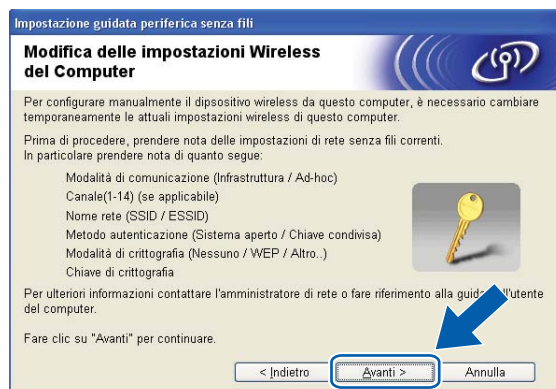 Impostazione guidata periferica senza fili
Modifica delle impostazioni Wireless
del Computer
Per configurare manualmente il dipsositivo wireless da questo computer, è necessario cambiare
temporaneamente le attuali impostazioni wireless di questo computer.
Prima di procedere, prendere nota delle impostazioni di rete senza fili correnti.
In particolare prendere nota di quanto segue:
Modalità di comunicazione (Infrastruttura / Ad-hoc)
Canale(1-14) (se applicabile)
Nome rete (SSID / ESSID)
Metodo autenticazione (Sistema aperto / Chiave condivisa)
Modalità di crittografia (Nessuno / WEP / Altro..)
Chiave di crittografia
Per ulteriori informazioni contattare l'amministratore di rete o fare riferimento alla
del computer.
Fare clic su "Avanti" per continuare.
< Indietro
Avanti >
Annulla